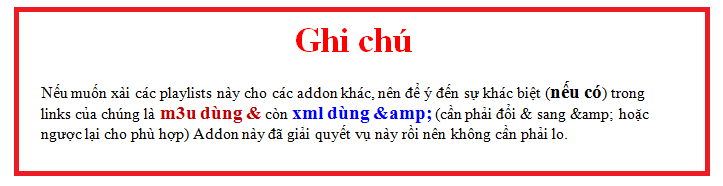 Ghi chú
Nếu muốn xài các playlists này cho các addon khác, nên để ý đến sự khác biệt (nếu có) trong
links của chúng là m3u dùng & còn xml dùng &amp; (cần phải đổi & sang &amp; hoặc
ngược lại cho phù hợp) Addon này đã giải quyết vụ này rồi nên không cần phải lo.